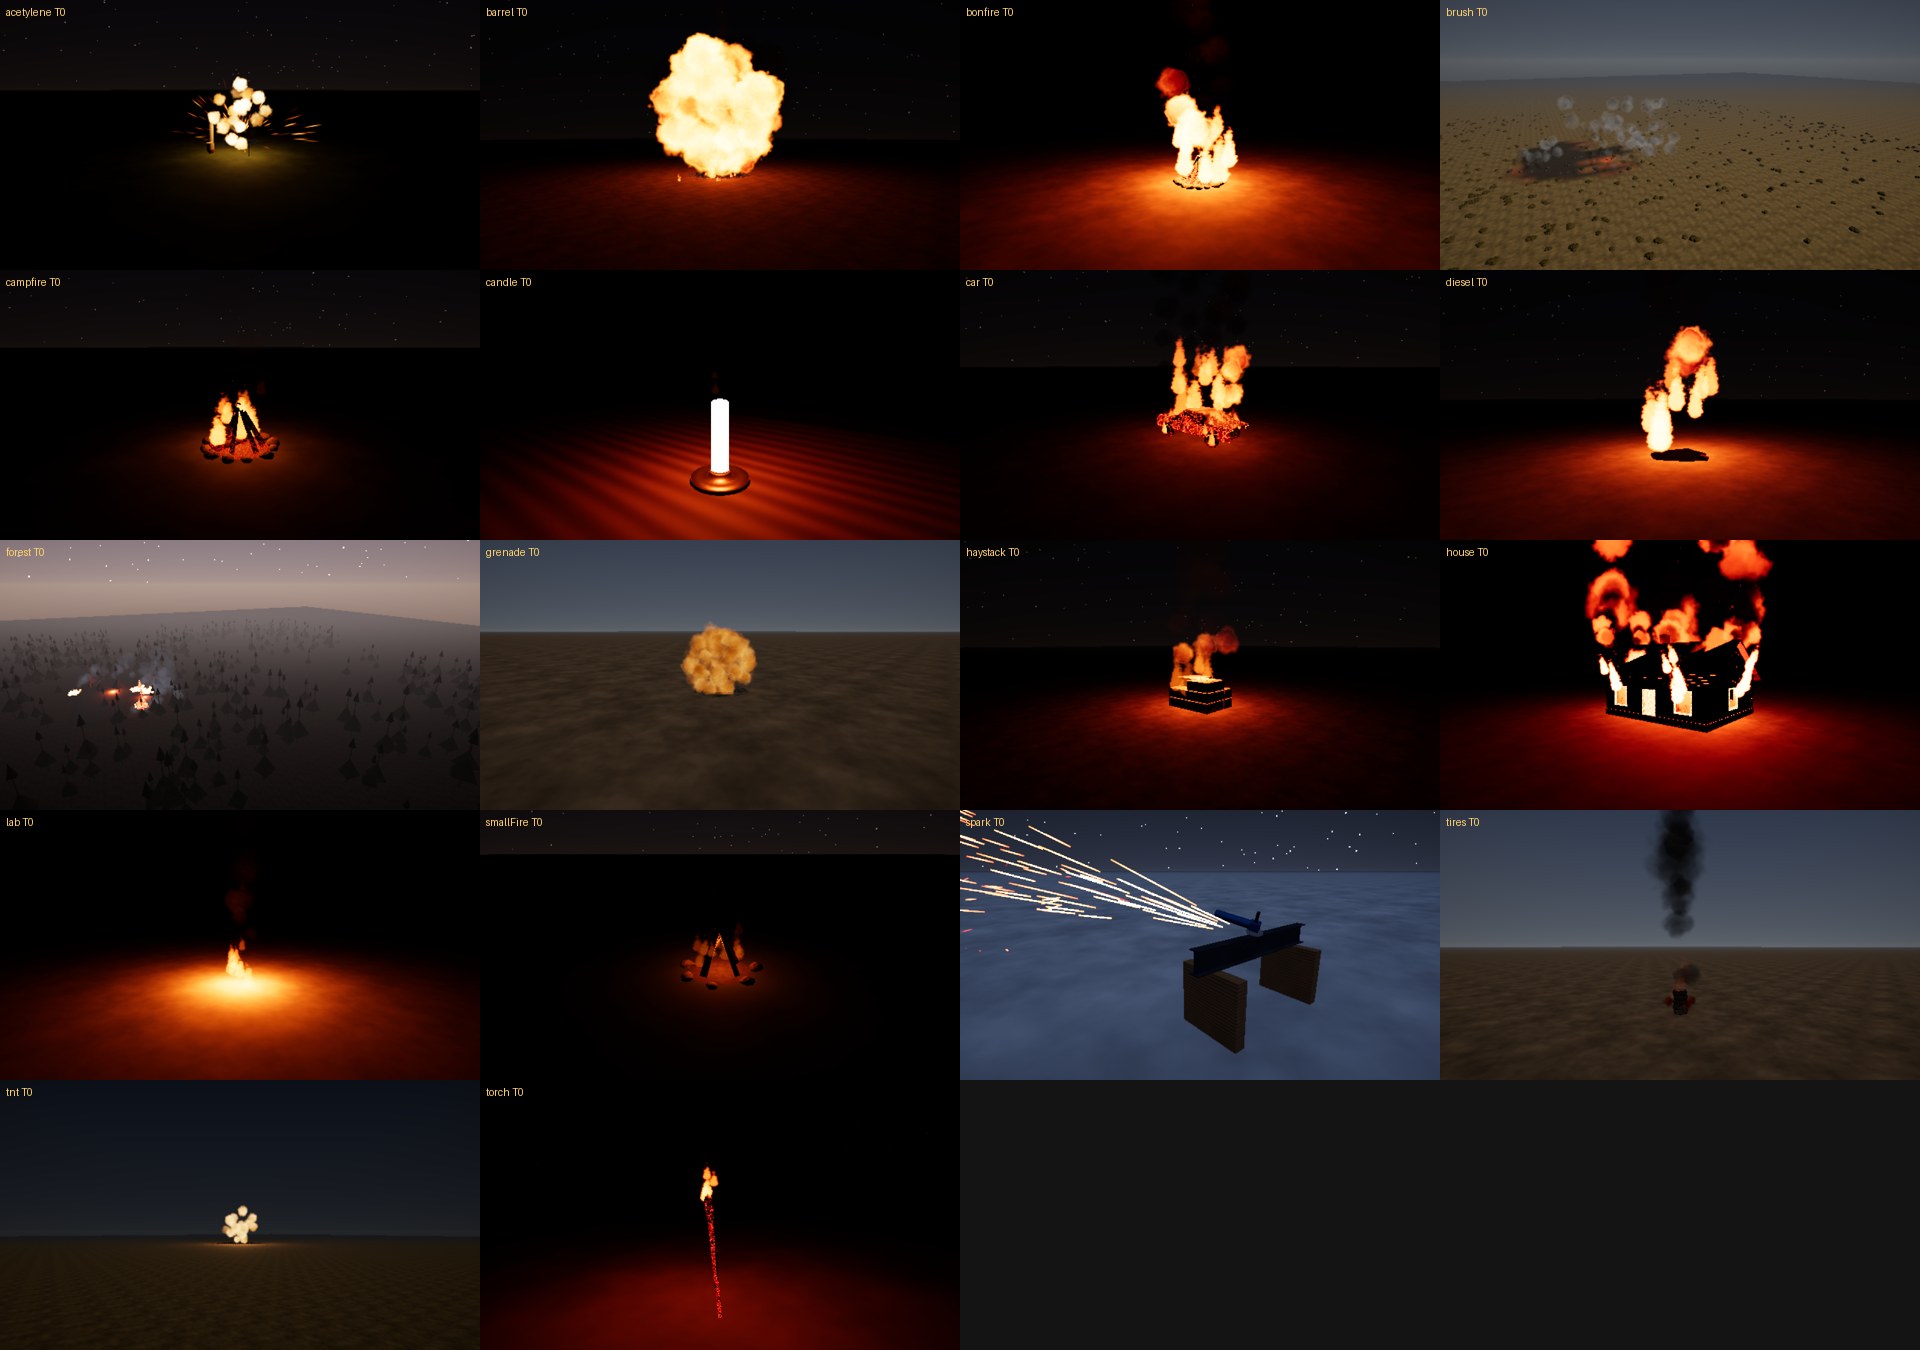 acetylene T0
barrel T0
bonfire T0
brush T0
campfire T0
candle T0
car T0
diesel T0
forest T0
grenade T0
haystack T0
house T0
lab T0
smallFire T0
spark T0
tires T0
tnt T0
torch T0